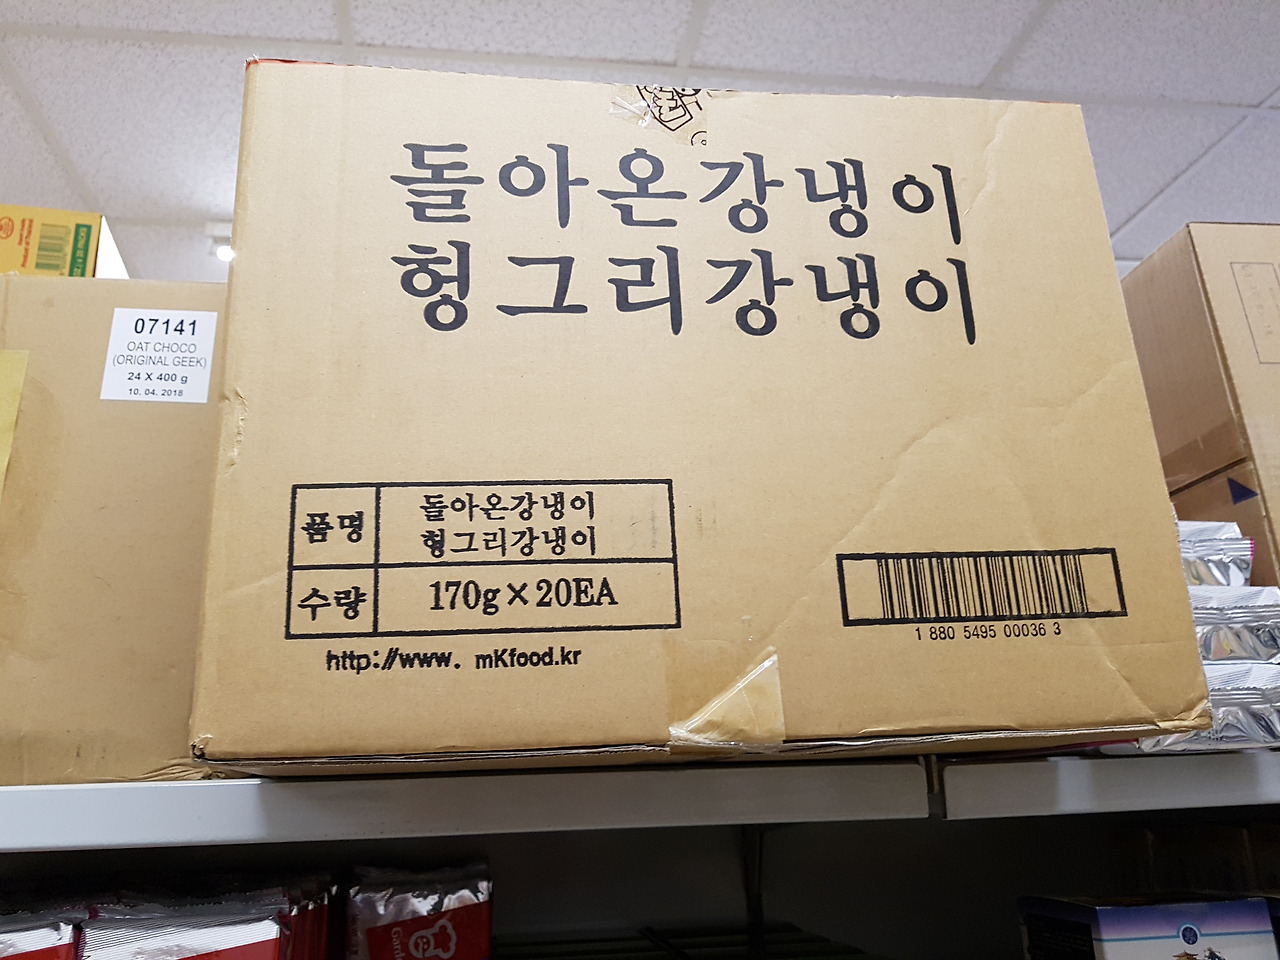 돌아온강냉이
헝그리강냉이
07141
OAT CHOCO
(ORIGINAL GEEK)
24 X 400 g
10. 04. 2018
품명
돌아온강냉이
헝그리강냉이
수량
170g×20EA
http://www. mKfood.kr
1 880 5495 00036 3